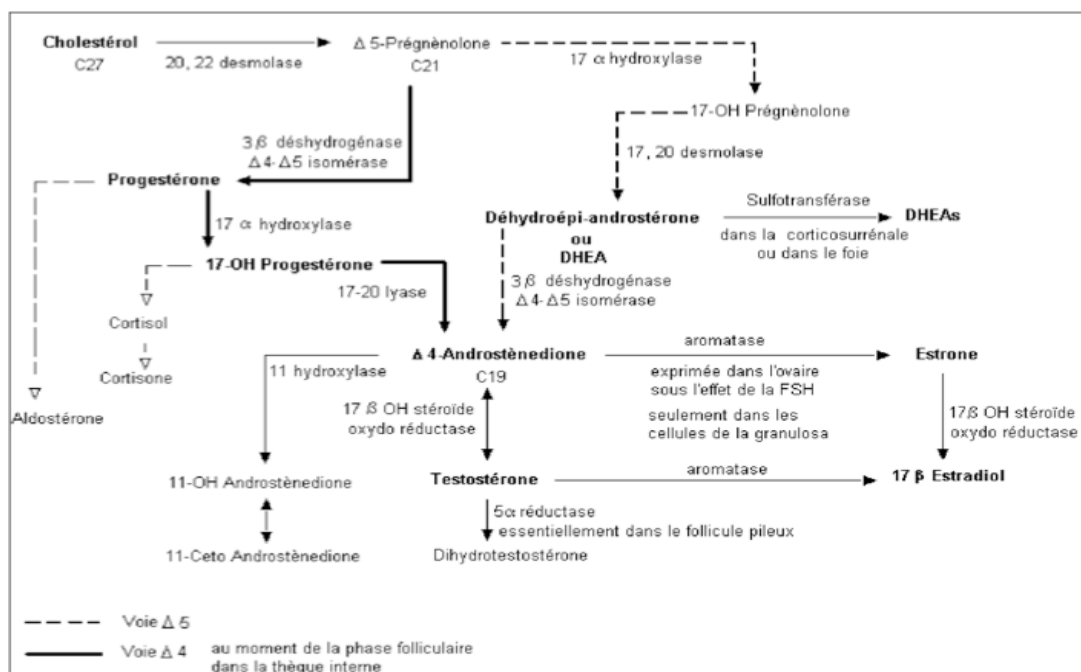 Cholestérol
C27
20, 22 desmolase
Δ 5-Prégnènolone
C21
17 α hydroxylase
17-OH Prégnènolone
3,ß déshydrogénase
Δ4-Δ5 isomérase
17, 20 desmolase
Progestérone
17 α hydroxylase
Déhydroépi-androstérone
ou
DHEA
Sulfotransférase
dans la corticosurrénale
ou dans le foie
DHEAs
17-OH Progestérone
17-20 lyase
3,ß déshydrogénase
Δ4-Δ5 isomérase
Cortisol
Cortisone
Aldostérone
11 hydroxylase
Δ 4-Androstènedione
C19
aromatase
exprimée dans l'ovaire
sous l'effet de la FSH
seulement dans les
cellules de la granulosa
Estrone
17 ß OH stéroïde
oxydo réductase
17ß OH stéroïde
oxydo réductase
11-OH Androstènedione
Testostérone
aromatase
17 β Estradiol
5α réductase
essentiellement dans le follicule pileux
11-Ceto Androstènedione
Dihydrotestostérone
Voie Δ 5
Voie Δ 4
au moment de la phase folliculaire
dans la thèque interne